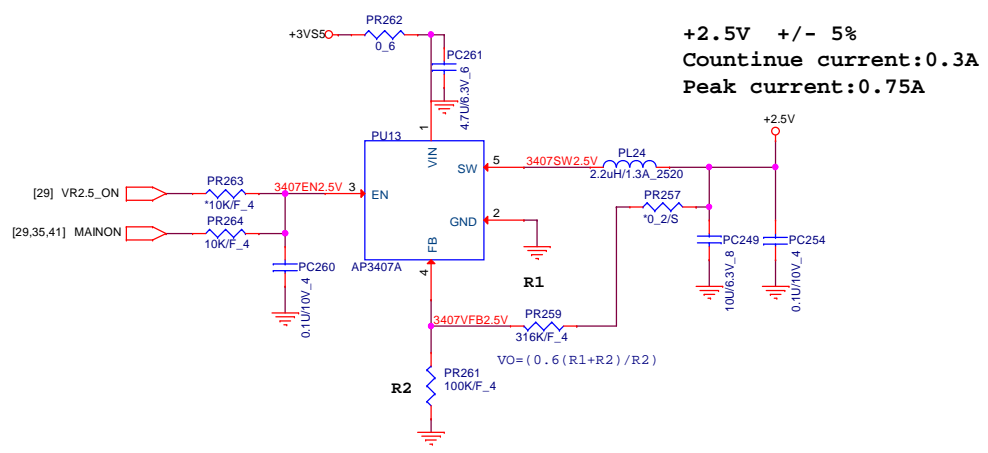 PR262
+3VS5
0_6
+2.5V +/- 5%
Countinue current:0.3A
Peak current:0.75A
PC261
4.7U/6.3V_6
+2.5V
1
PU13
VIN
SW
5
3407SW2.5V
PL24
2.2uH/1.3A_2520
[29] VR2.5_ON
PR263
*10K/F_4
3407EN2.5V
3
EN
PR257
*0_2/S
[29,35,41] MAINON
PR264
10K/F_4
GND
2
FB
PC249
10U/6.3V_8
PC254
0.1U/10V_4
PC260
0.1U/10V_4
AP3407A
4
R1
3407VFB2.5V
PR259
316K/F_4
VO=(0.6(R1+R2)/R2)
R2
PR261
100K/F_4